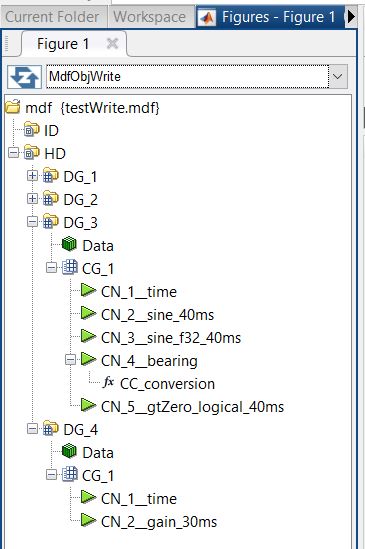 Current Folder Workspace Figures - Figure 1
Figure 1
MdfObjWrite
mdf {testWrite.mdf}
ID
HD
DG_1
DG_2
DG_3
Data
CG_1
CN_1__time
CN_2__sine_40ms
CN_3__sine_f32_40ms
CN_4__bearing
fx CC_conversion
CN_5__gtZero_logical_40ms
DG_4
Data
CG_1
CN_1__time
CN_2__gain_30ms